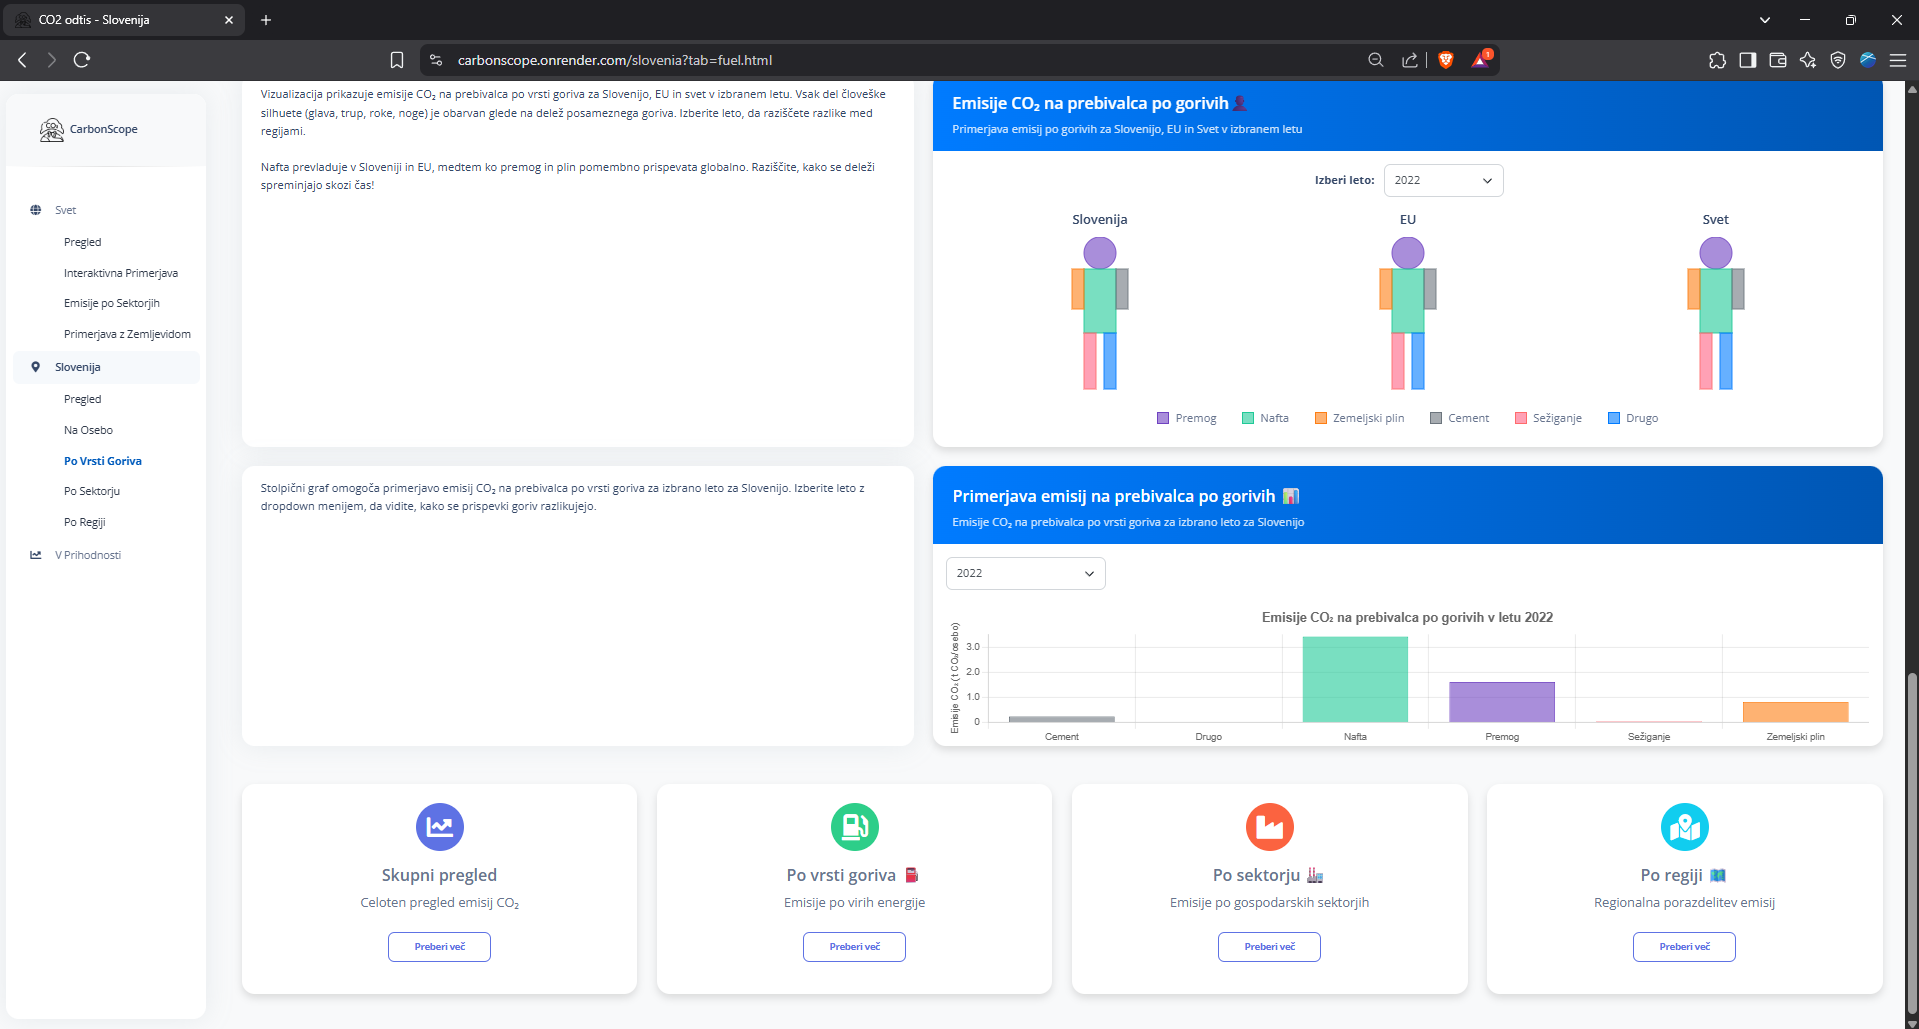 CO2 odtis - Slovenija
carbonscope.onrender.com/slovenia?tab=fuel.html
1
CarbonScope
Svet
Pregled
Interaktivna Primerjava
Emisije po Sektorjih
Primerjava z Zemljevidom
Slovenija
Pregled
Na Osebo
Po Vrsti Goriva
Po Sektorju
Po Regiji
V Prihodnosti
Vizualizacija prikazuje emisije CO₂ na prebivalca po vrsti goriva za Slovenijo, EU in svet v izbranem letu. Vsak del človeške
silhuete (glava, trup, roke, noge) je obarvan glede na delež posameznega goriva. Izberite leto, da raziščete razlike med
regijami.
Nafta prevladuje v Sloveniji in EU, medtem ko premog in plin pomembno prispevata globalno. Raziščite, kako se deleži
spreminjajo skozi čas!
Emisije CO₂ na prebivalca po gorivih
Primerjava emisij po gorivih za Slovenijo, EU in Svet v izbranem letu
Izberi leto: 2022
Slovenija EU Svet
Premog Nafta Zemeljski plin Cement Sežiganje Drugo
Stolpični graf omogoča primerjavo emisij CO₂ na prebivalca po vrsti goriva za izbrano leto za Slovenijo. Izberite leto z
dropdown menijem, da vidite, kako se prispevki goriv razlikujejo.
Primerjava emisij na prebivalca po gorivih
Emisije CO₂ na prebivalca po vrsti goriva za izbrano leto za Slovenijo
2022
Emisije CO₂ na prebivalca po gorivih v letu 2022
Emisije CO₂ (t CO₂/osebo)
3.0
2.0
1.0
0
Cement Drugo Nafta Premog Sežiganje Zemeljski plin
Skupni pregled
Celoten pregled emisij CO₂
Preberi več
Po vrsti goriva
Emisije po virih energije
Preberi več
Po sektorju
Emisije po gospodarskih sektorjih
Preberi več
Po regiji
Regionalna porazdelitev emisij
Preberi več